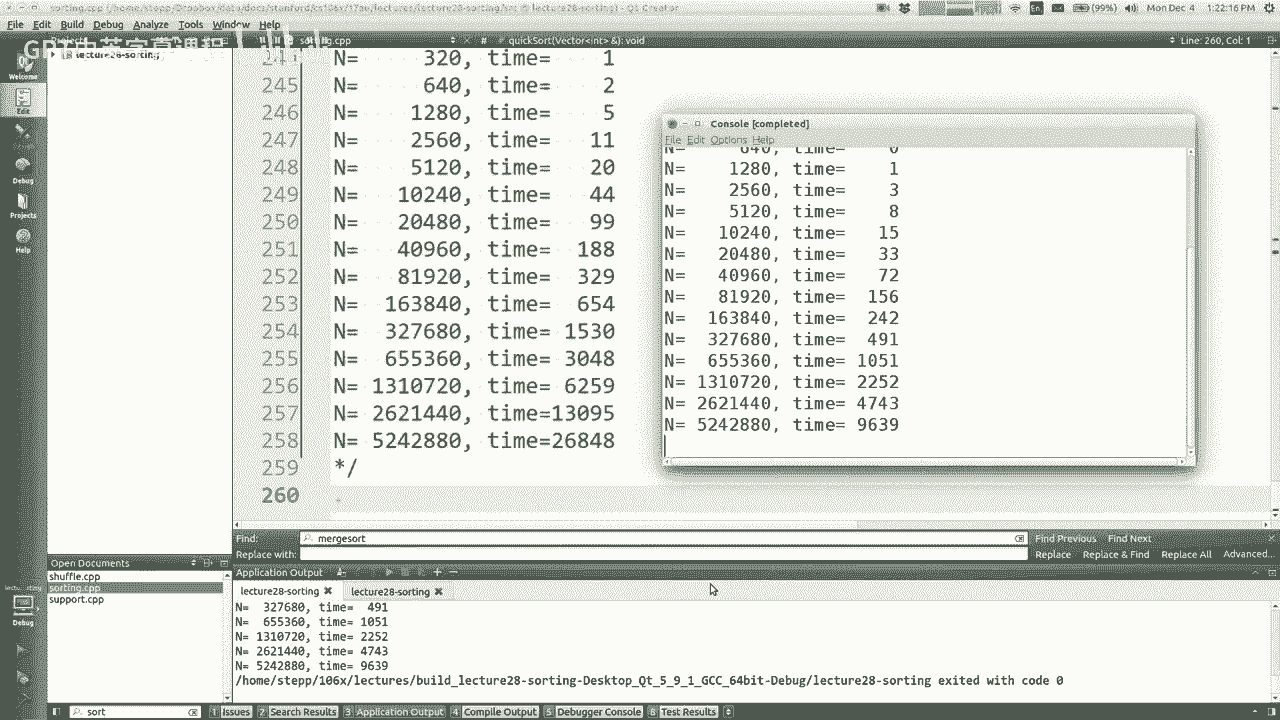 sorting.cpp (/home/stepp/Dropbox/data/docs/stanford/cs106x/17au/lectures/lecture28-sorting/src @ lecture28-sorting) - Qt Creator
(99%) Mon Dec 4 1:22:16 PM
File Edit Build Debug Analyze Tools Window Help
quickSort(Vector<int> &): void
Line: 260, Col: 1
lecture28-sorting
Welcome
Edit
Debug
Projects
Help
N= 320, time= 1
245 N= 640, time= 2
246 N= 1280, time= 5
247 N= 2560, time= 11
248 N= 5120, time= 20
249 N= 10240, time= 44
250 N= 20480, time= 99
251 N= 40960, time= 188
252 N= 81920, time= 329
253 N= 163840, time= 654
254 N= 327680, time= 1530
255 N= 655360, time= 3048
256 N= 1310720, time= 6259
257 N= 2621440, time=13095
258 N= 5242880, time=26848
259 */
260
Console [completed]
File Edit Options Help
N= 640, time= 0
N= 1280, time= 1
N= 2560, time= 3
N= 5120, time= 8
N= 10240, time= 15
N= 20480, time= 33
N= 40960, time= 72
N= 81920, time= 156
N= 163840, time= 242
N= 327680, time= 491
N= 655360, time= 1051
N= 1310720, time= 2252
N= 2621440, time= 4743
N= 5242880, time= 9639
Find: mergesort Find Previous Find Next
Replace with: Replace Replace & Find Replace All Advanced...
Open Documents
shuffle.cpp
sorting.cpp
support.cpp
Debug
Application Output
lecture28-sorting lecture28-sorting
N= 327680, time= 491
N= 655360, time= 1051
N= 1310720, time= 2252
N= 2621440, time= 4743
N= 5242880, time= 9639
/home/stepp/106x/lectures/build_lecture28-sorting-Desktop_Qt_5_9_1_GCC_64bit-Debug/lecture28-sorting exited with code 0
sort 1 Issues 2 Search Results 3 Application Output 4 Compile Output 5 Debugger Console 6 Test Results